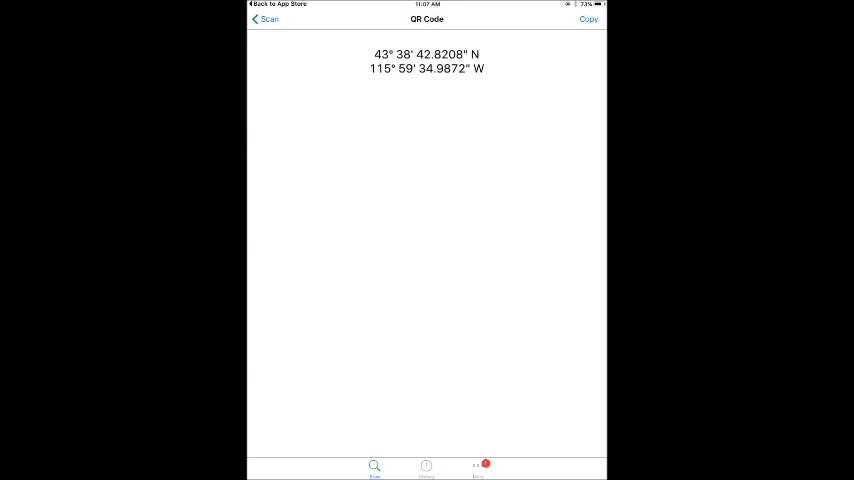 Back to App Store 11:07 AM 73%
Scan QR Code Copy
43° 38' 42.8208" N
115° 59' 34.9872" W
Scan History More